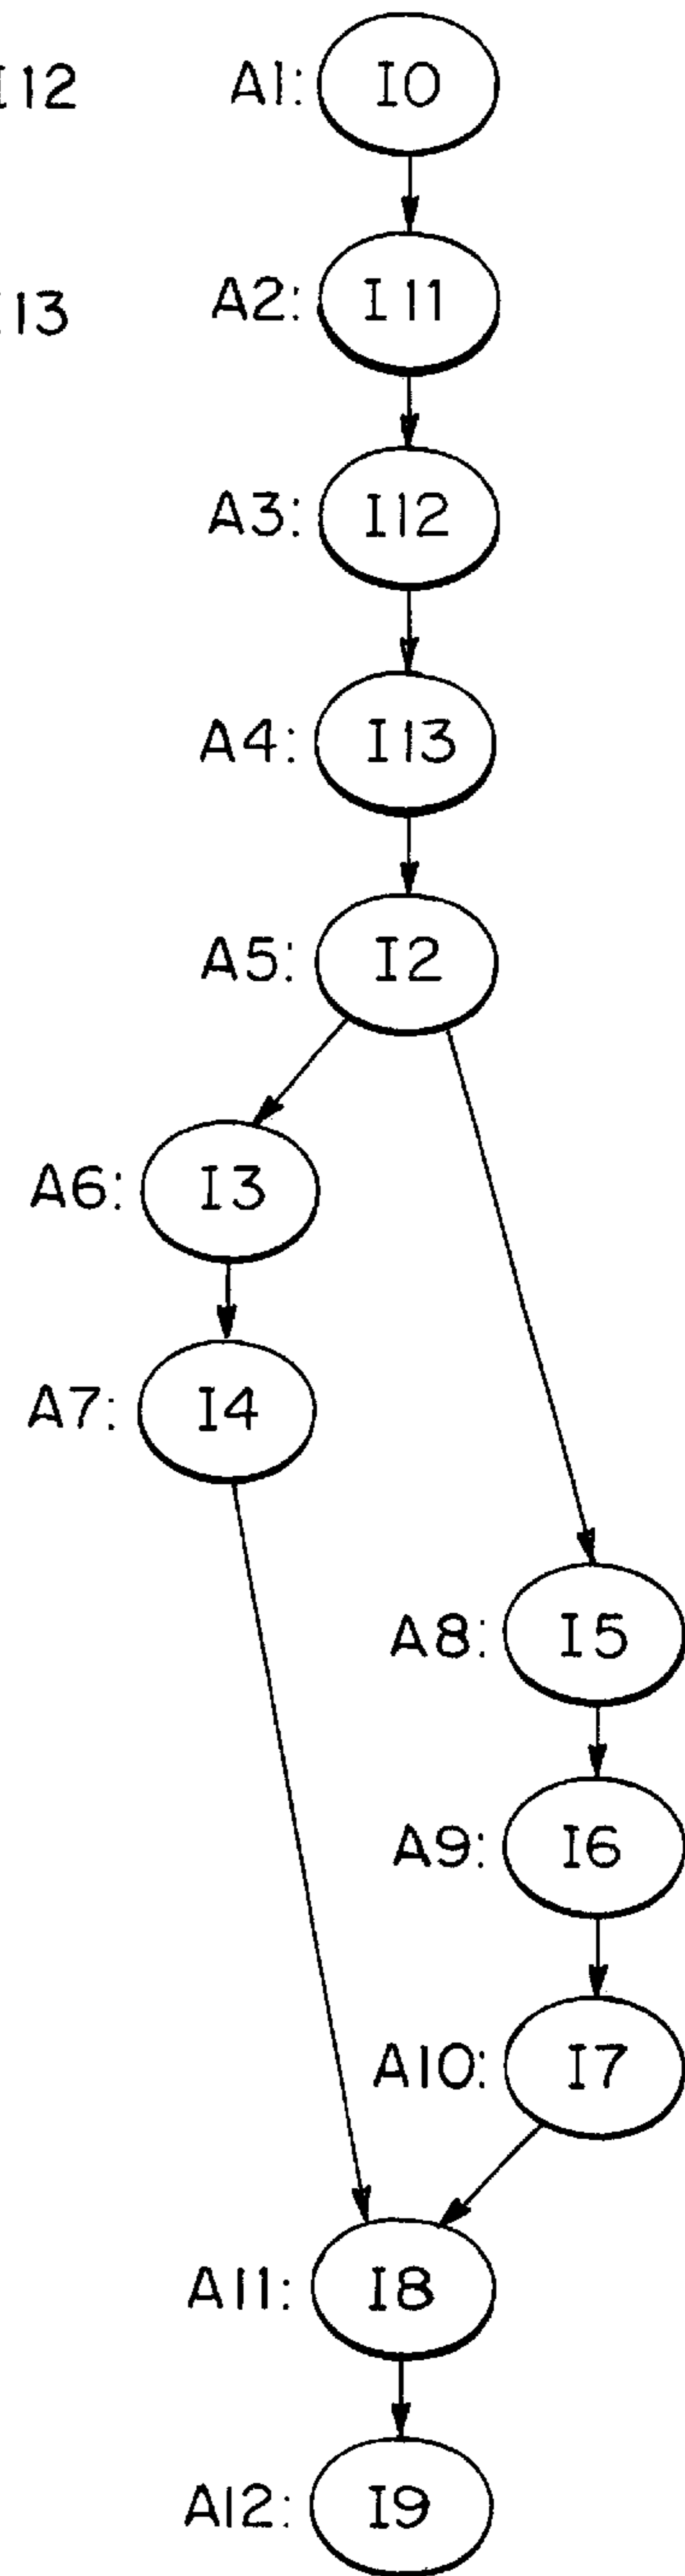 I12
A1: I0
A2: I11
I13
A3: I12
A4: I13
A5: I2
A6: I3
A7: I4
A8: I5
A9: I6
A10: I7
A11: I8
A12: I9